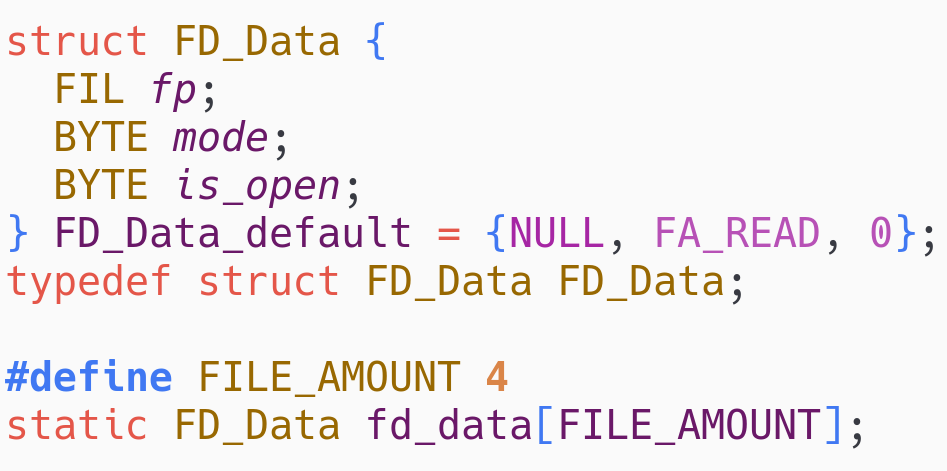 struct FD_Data {
  FIL fp;
  BYTE mode;
  BYTE is_open;
} FD_Data_default = {NULL, FA_READ, 0};
typedef struct FD_Data FD_Data;

#define FILE_AMOUNT 4
static FD_Data fd_data[FILE_AMOUNT];